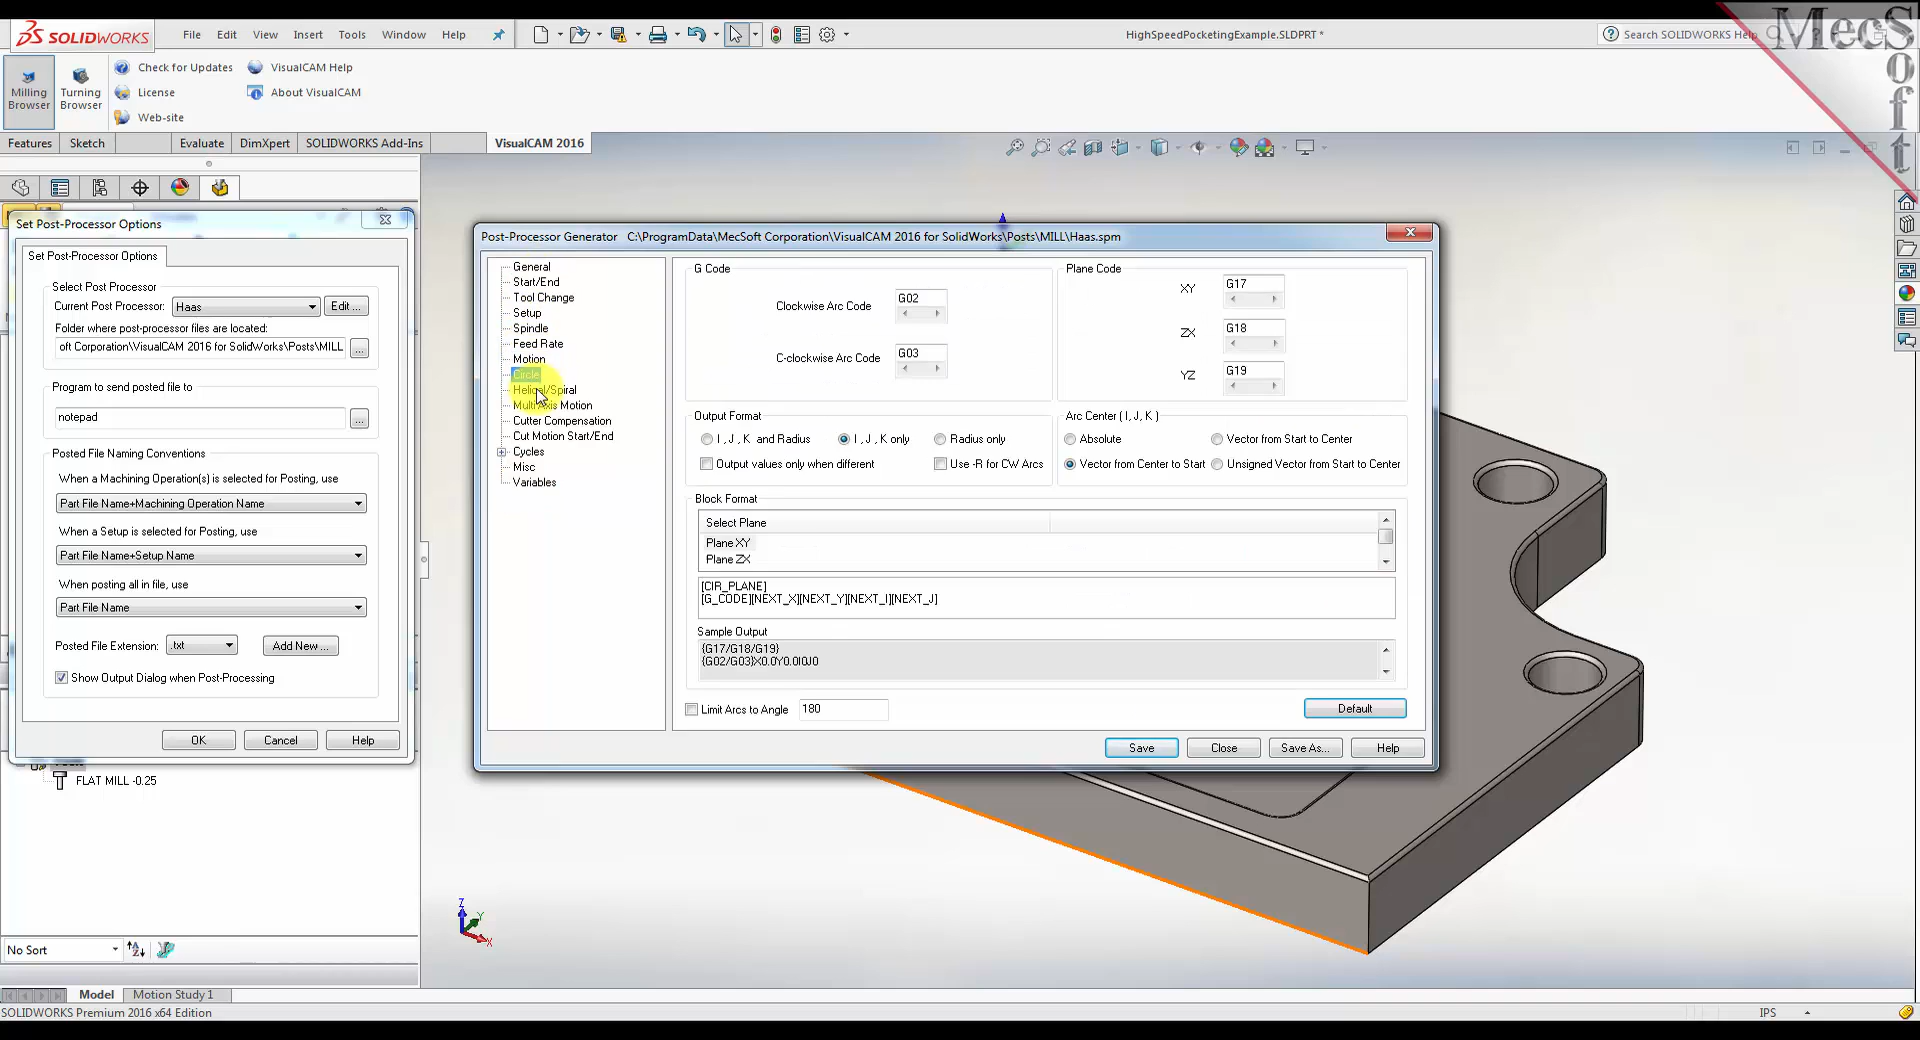 SOLIDWORKS File Edit View Insert Tools Window Help HighSpeedPocketingExample.SLDPRT * Search SOLIDWORKS Help
MecSoft
Milling Browser
Turning Browser
Check for Updates VisualCAM Help
License About VisualCAM
Web-site
Features Sketch Evaluate DimXpert SOLIDWORKS Add-Ins VisualCAM 2016
Set Post-Processor Options
Set Post-Processor Options
Select Post Processor
Current Post Processor: Haas Edit ...
Folder where post-processor files are located:
oft Corporation\VisualCAM 2016 for SolidWorks\Posts\MILL ...
Program to send posted file to
notepad ...
Posted File Naming Conventions
When a Machining Operation(s) is selected for Posting, use
Part File Name+Machining Operation Name
When a Setup is selected for Posting, use
Part File Name+Setup Name
When posting all in file, use
Part File Name
Posted File Extension: .txt Add New ...
Show Output Dialog when Post-Processing
OK Cancel Help
FLAT MILL -0.25
No Sort
Post-Processor Generator C:\ProgramData\MecSoft Corporation\VisualCAM 2016 for SolidWorks\Posts\MILL\Haas.spm
General
Start/End
Tool Change
Setup
Spindle
Feed Rate
Motion
Circle
Helical/Spiral
Multi Axis Motion
Cutter Compensation
Cut Motion Start/End
Cycles
Misc
Variables
G Code
Clockwise Arc Code G02
C-clockwise Arc Code G03
Plane Code
XY G17
ZX G18
YZ G19
Output Format
I , J , K and Radius I , J , K only Radius only
Output values only when different Use -R for CW Arcs
Arc Center ( I, J, K )
Absolute Vector from Start to Center
Vector from Center to Start Unsigned Vector from Start to Center
Block Format
Select Plane
Plane XY
Plane ZX
[CIR_PLANE]
[G_CODE][NEXT_X][NEXT_Y][NEXT_I][NEXT_J]
Sample Output
{G17/G18/G19}
{G02/G03}X0.0Y0.0I0J0
Limit Arcs to Angle 180 Default
Save Close Save As... Help
Z
Y
X
Model Motion Study 1
SOLIDWORKS Premium 2016 x64 Edition IPS